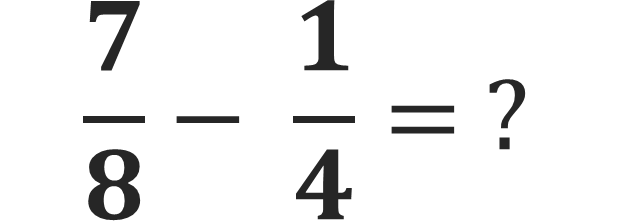 7/8 − 1/4 = ?